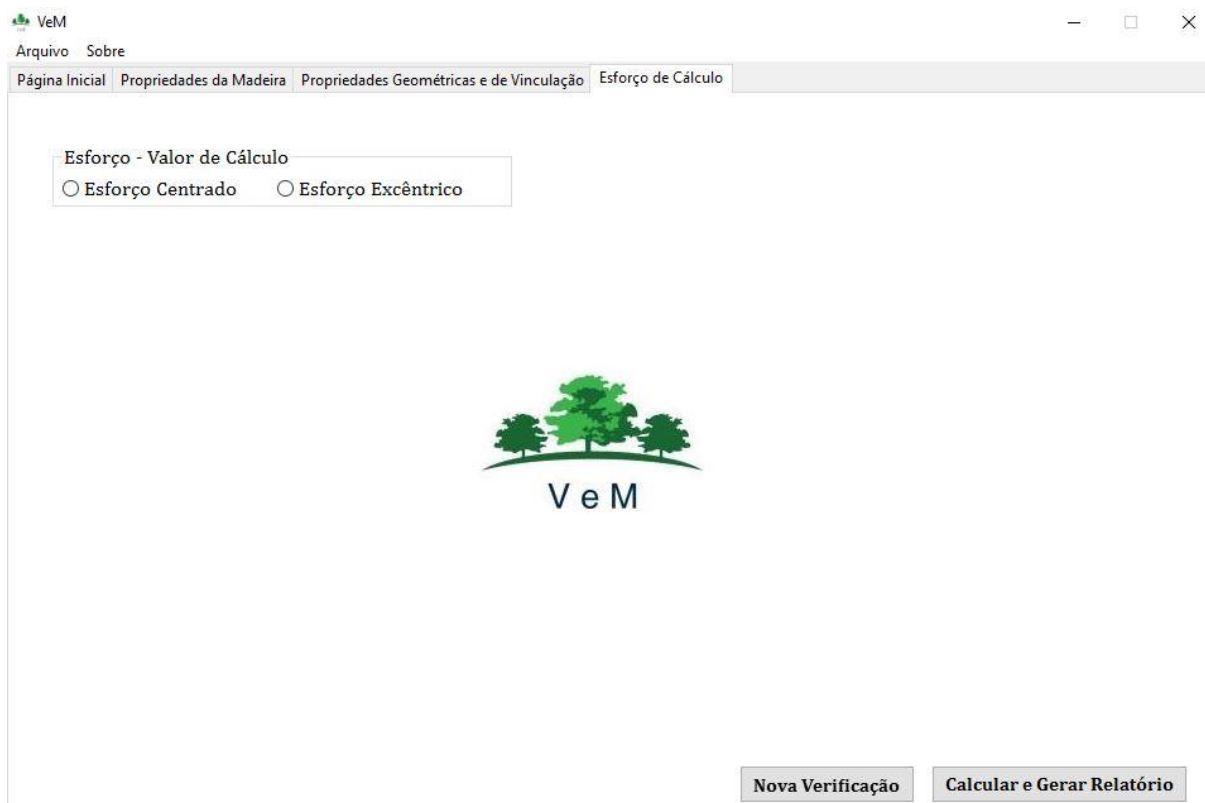 VeM
Arquivo Sobre
Página Inicial Propriedades da Madeira Propriedades Geométricas e de Vinculação Esforço de Cálculo
Esforço - Valor de Cálculo
Esforço Centrado Esforço Excêntrico
V e M
Nova Verificação Calcular e Gerar Relatório